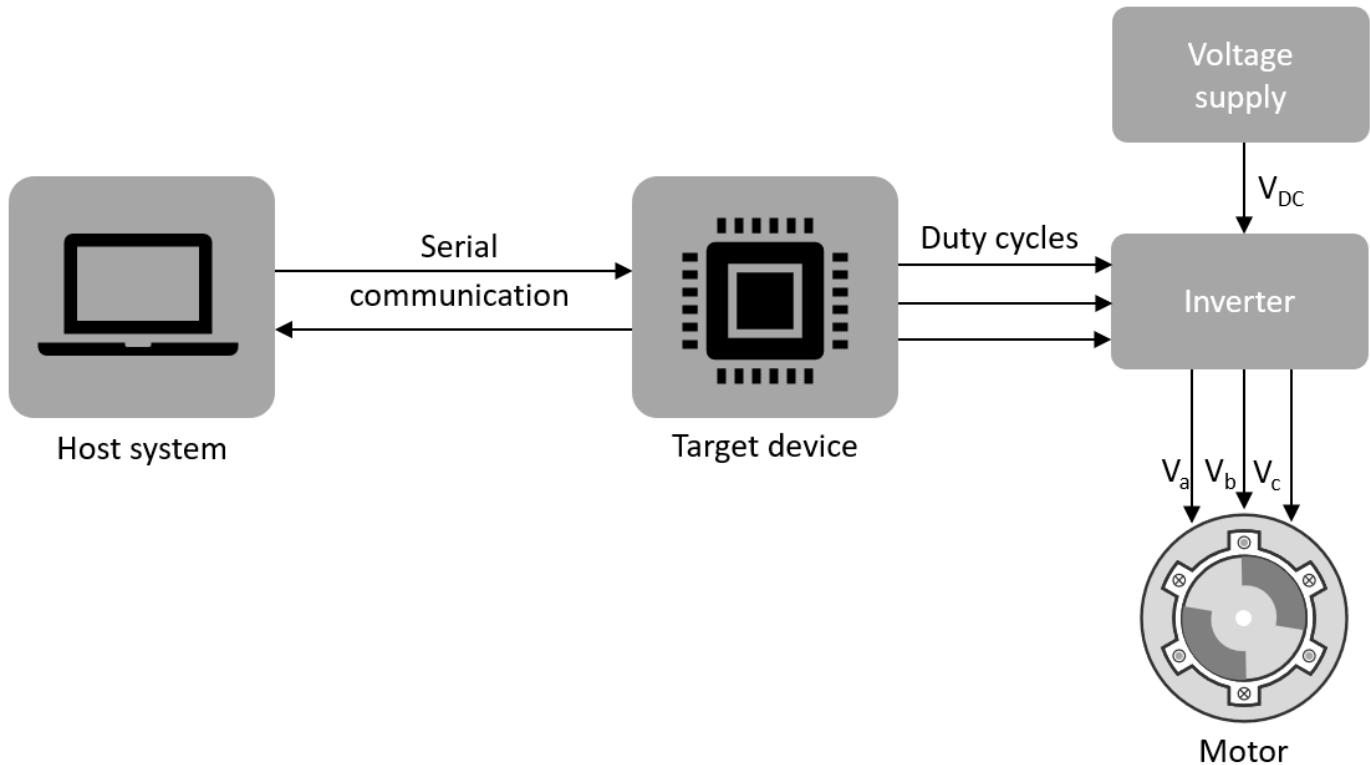 Voltage
supply
V_DC
Serial
communication
Duty cycles
Inverter
Host system
Target device
V_a V_b V_c
Motor